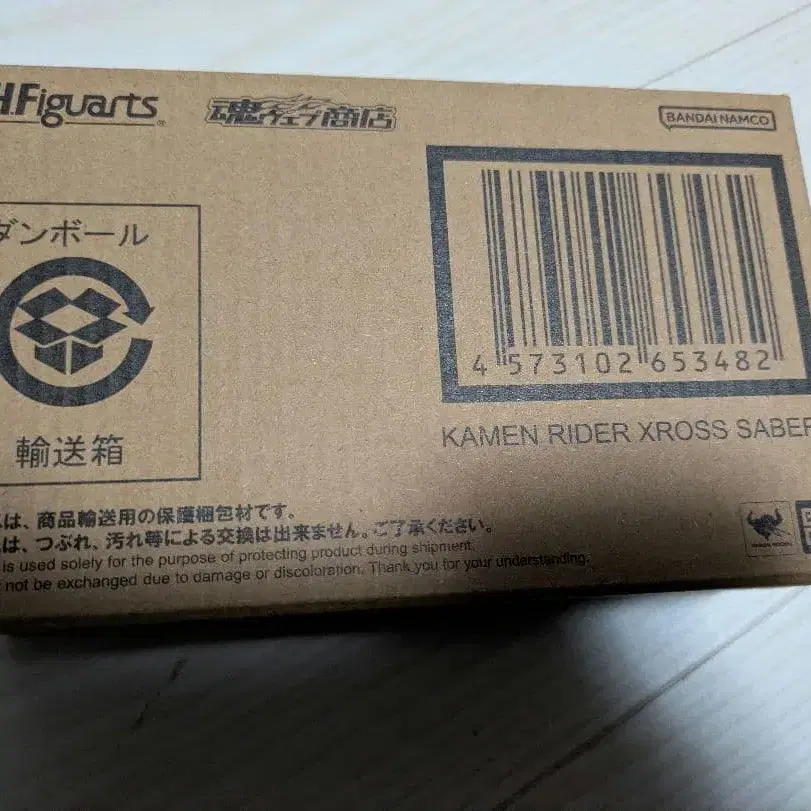 H.Figuarts
魂ウェブ商店
BANDAI NAMCO
ダンボール
輸送箱
4 573102 653482
KAMEN RIDER XROSS SABER
は、商品輸送用の保護梱包材です。
は、つぶれ、汚れ等による交換は出来ません。ご了承ください。
is used solely for the purpose of protecting product during shipment.
not be exchanged due to damage or discoloration. Thank you for your understanding.